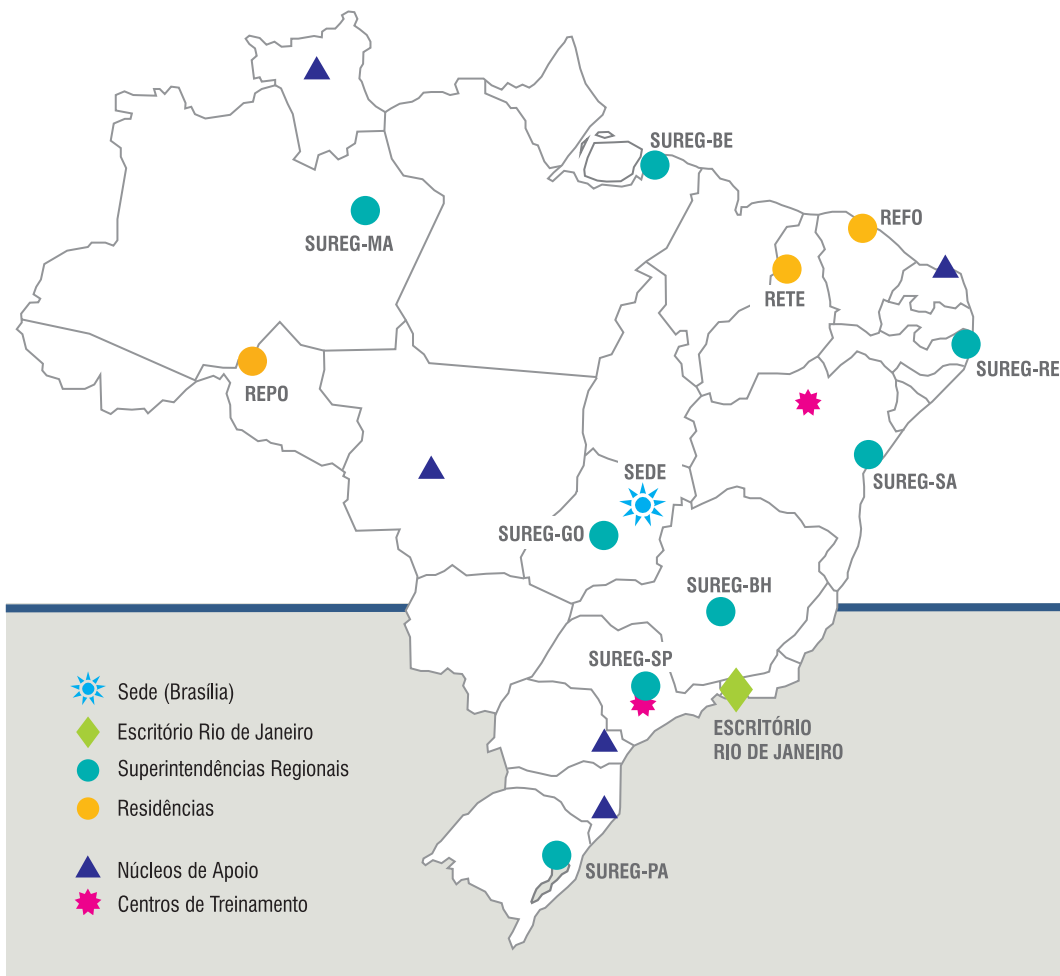 SUREG-BE
REFO
SUREG-MA
RETE
SUREG-RE
REPO
SEDE
SUREG-SA
SUREG-GO
SUREG-BH
SUREG-SP
ESCRITÓRIO
RIO DE JANEIRO
SUREG-PA
Sede (Brasília)
Escritório Rio de Janeiro
Superintendências Regionais
Residências
Núcleos de Apoio
Centros de Treinamento